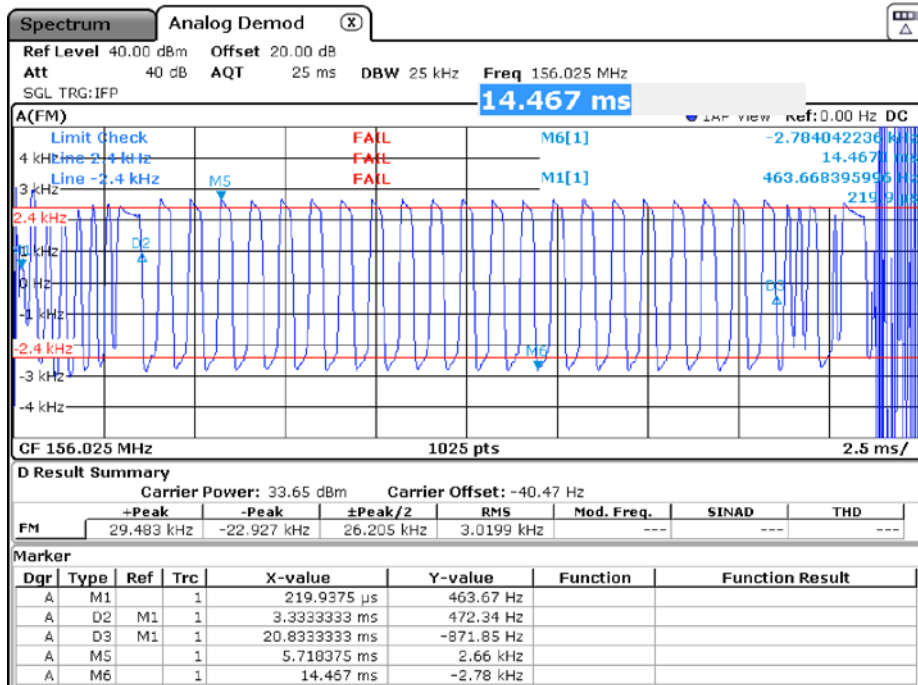 Spectrum Analog Demod X
Ref Level 40.00 dBm Offset 20.00 dB
Att 40 dB AQT 25 ms DBW 25 kHz Freq 156.025 MHz
SGL TRG:IFP
14.467 ms
A(FM) Ref:0.00 Hz DC
Limit Check FAIL M6[1] -2.784042236 kHz
4 kHz Line 2.4 kHz FAIL 14.4670 ms
Line -2.4 kHz FAIL M1[1] 463.668395996 Hz
3 kHz M5 219.9 µs
2.4 kHz
D2
1 kHz
0 Hz D3
-1 kHz
-2.4 kHz M6
-3 kHz
-4 kHz
CF 156.025 MHz 1025 pts 2.5 ms/
D Result Summary
Carrier Power: 33.65 dBm Carrier Offset: -40.47 Hz
+Peak -Peak ±Peak/2 RMS Mod. Freq. SINAD THD
FM 29.483 kHz -22.927 kHz 26.205 kHz 3.0199 kHz --- --- ---
Marker
Dgr Type Ref Trc X-value Y-value Function Function Result
A M1 1 219.9375 µs 463.67 Hz
A D2 M1 1 3.3333333 ms 472.34 Hz
A D3 M1 1 20.8333333 ms -871.85 Hz
A M5 1 5.718375 ms 2.66 kHz
A M6 1 14.467 ms -2.78 kHz